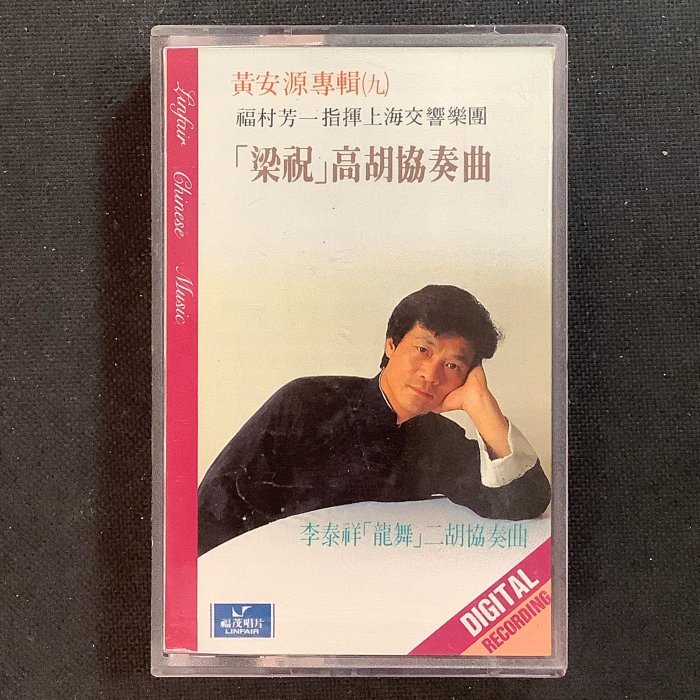 Linfair Chinese Music
黃安源專輯(九)
福村芳一指揮上海交響樂團
「梁祝」高胡協奏曲
李泰祥「龍舞」二胡協奏曲
福茂唱片
LINFAIR
DIGITAL
RECORDING